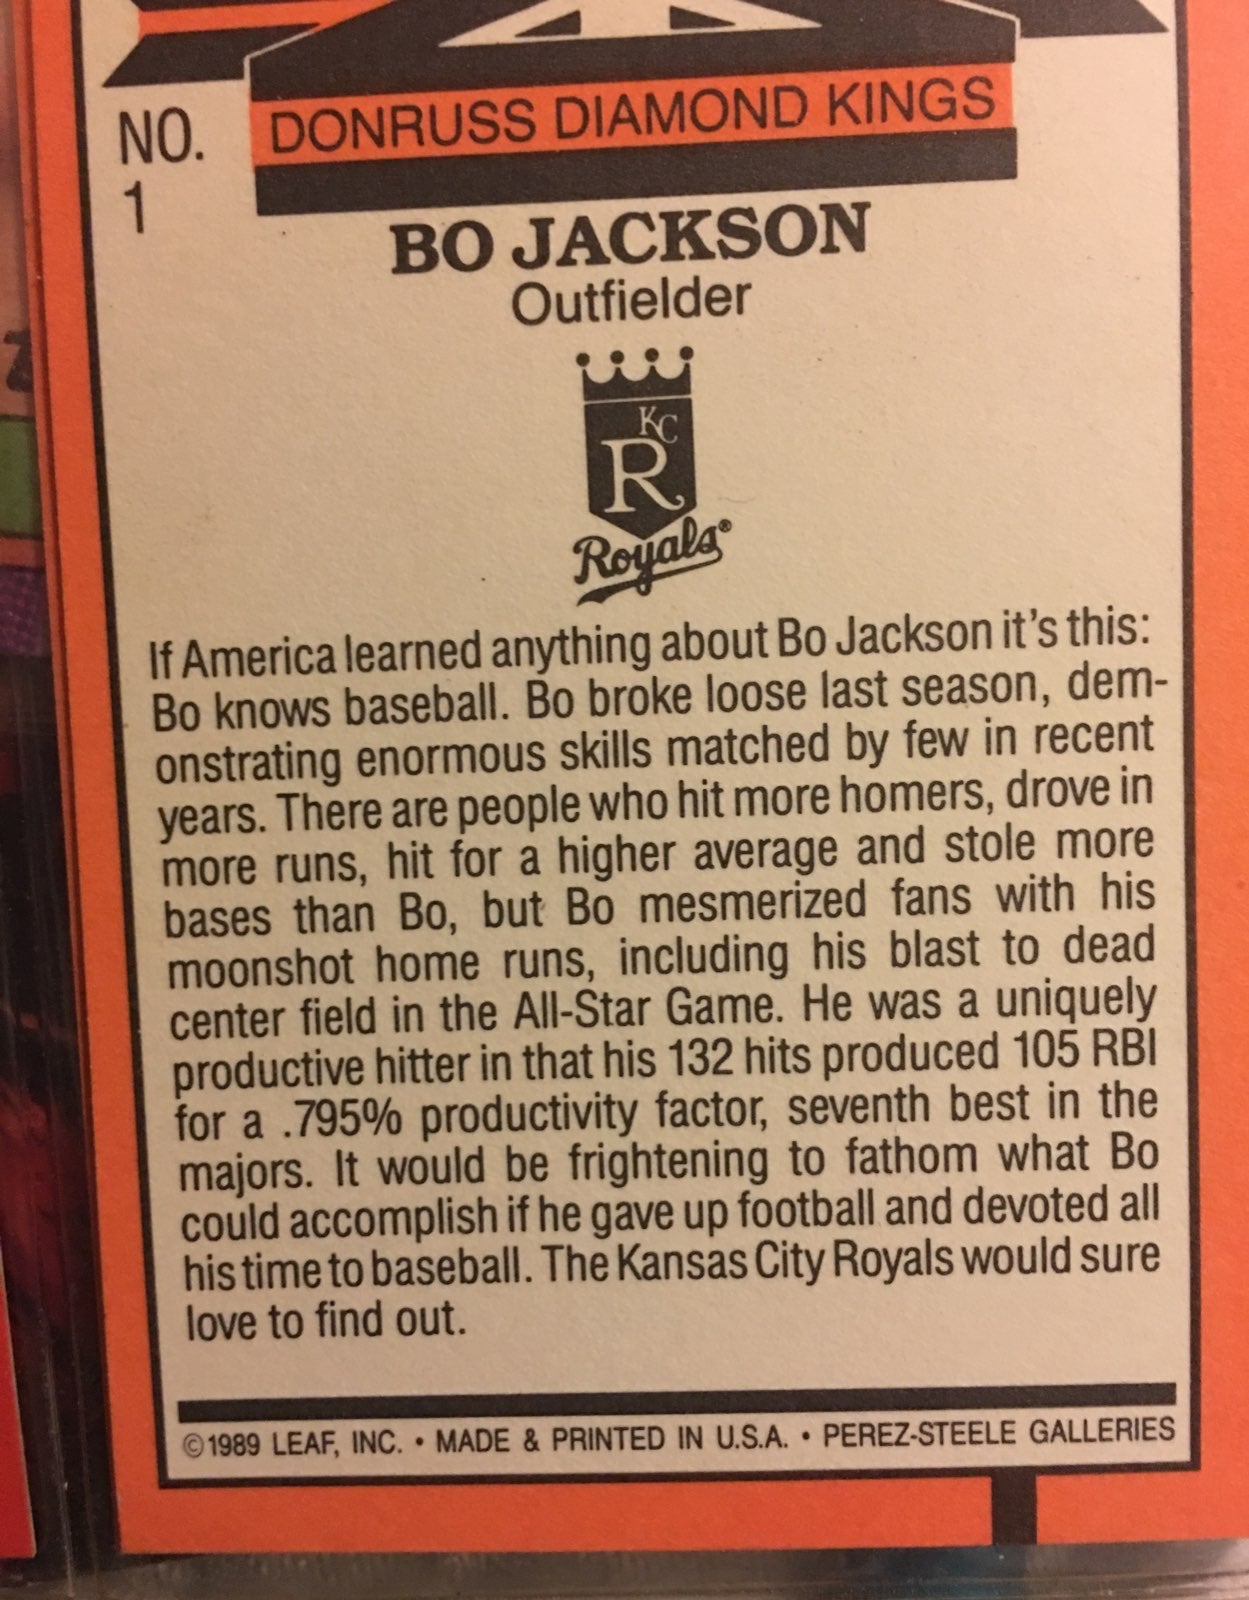 NO.
1
DONRUSS DIAMOND KINGS
BO JACKSON
Outfielder
KC
R
Royals®
If America learned anything about Bo Jackson it's this:
Bo knows baseball. Bo broke loose last season, dem-
onstrating enormous skills matched by few in recent
years. There are people who hit more homers, drove in
more runs, hit for a higher average and stole more
bases than Bo, but Bo mesmerized fans with his
moonshot home runs, including his blast to dead
center field in the All-Star Game. He was a uniquely
productive hitter in that his 132 hits produced 105 RBI
for a .795% productivity factor, seventh best in the
majors. It would be frightening to fathom what Bo
could accomplish if he gave up football and devoted all
his time to baseball. The Kansas City Royals would sure
love to find out.
©1989 LEAF, INC. • MADE & PRINTED IN U.S.A. • PEREZ-STEELE GALLERIES